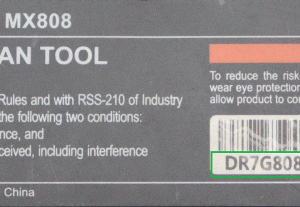 MX808
AN TOOL
Rules and with RSS-210 of Industry
the following two conditions:
nce, and
ceived, including interference
China
To reduce the risk
wear eye protection
allow product to co
DR7G808